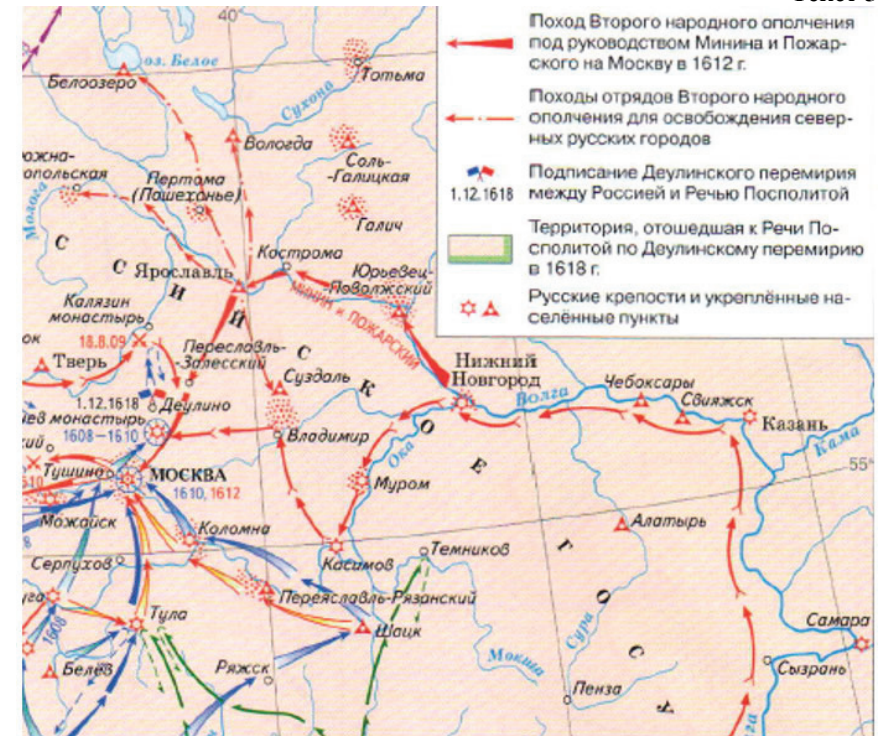 40
Поход Второго народного ополчения
под руководством Минина и Пожар-
ского на Москву в 1612 г.
Походы отрядов Второго народного
ополчения для освобождения север-
ных русских городов
1.12.1618
Подписание Деулинского перемирия
между Россией и Речью Посполитой
Территория, отошедшая к Речи По-
сполитой по Деулинскому перемирию
в 1618 г.
Русские крепости и укреплённые на-
селённые пункты
оз. Белое
Белоозеро
Тотьма
Сухона
Вологда
Соль-
-Галицкая
Пертома
(Пошехонье)
Молога
Галич
Кострома
Ярославль
Юрьевец-
-Поволжский
МИНИН и ПОЖАРСКИЙ
Калязин
монастырь
18.8.09
Переславль-
-Залесский
Тверь
Суздаль
Нижний
Новгород
Волга
Чебоксары
Свияжск
Казань
Кама
1.12.1618
Деулино
монастырь
1608–1610
Владимир
Ока
55°
Тушино
МОСКВА
1610, 1612
Муром
Можайск
Коломна
Алатырь
Серпухов
Касимов
Темников
Переяславль-Рязанский
Тула
Шацк
1608
Сура
Самара
Белёв
Ряжск
Мокша
Сызрань
Пенза
С С И Й С К О Е
Г О С У